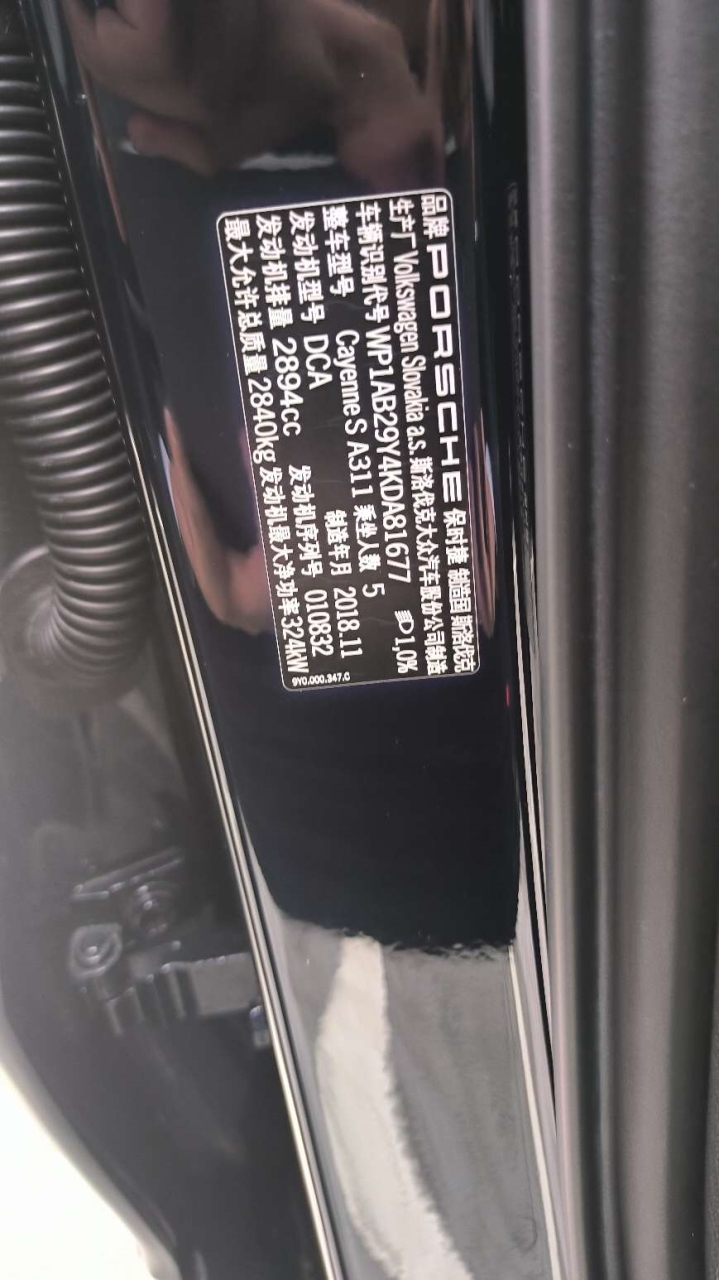 品牌 PORSCHE 保时捷 制造国 斯洛伐克
生产厂 Volkswagen Slovakia a.s. 斯洛伐克大众汽车股份公司制造
车辆识别代号 WP1AB29Y4KDA81677 1,0%
整车型号 Cayenne S A311 乘坐人数 5
发动机型号 DCA 制造年月 2018.11
发动机排量 2894cc 发动机序列号 010832
最大允许总质量 2840kg 发动机最大净功率 324kW
9Y0.000.347.C